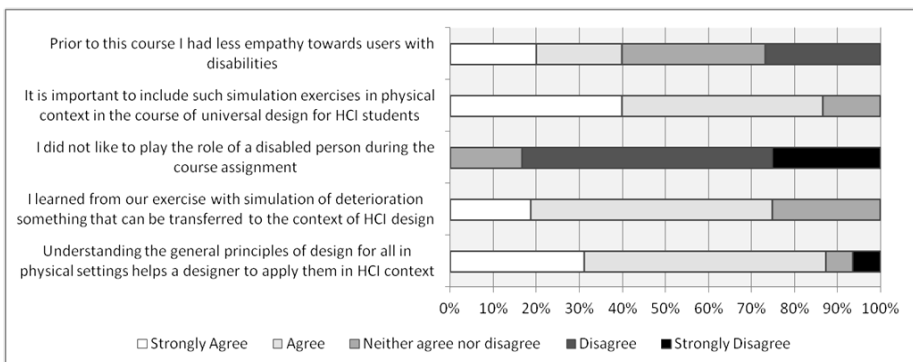 Prior to this course I had less empathy towards users with
disabilities
It is important to include such simulation exercises in physical
context in the course of universal design for HCI students
I did not like to play the role of a disabled person during the
course assignment
I learned from our exercise with simulation of deterioration
something that can be transferred to the context of HCI design
Understanding the general principles of design for all in
physical settings helps a designer to apply them in HCI context
0% 10% 20% 30% 40% 50% 60% 70% 80% 90% 100%
Strongly Agree Agree Neither agree nor disagree Disagree Strongly Disagree